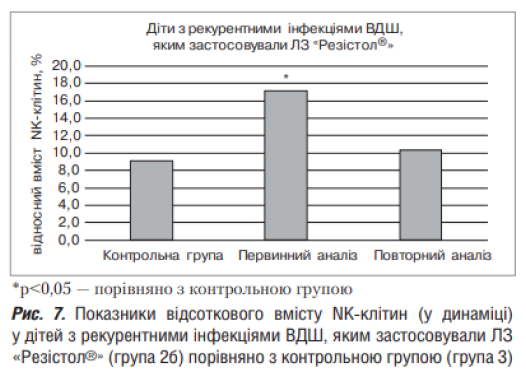 Діти з рекурентними інфекціями ВДШ,
яким застосовували ЛЗ "Резістол®»
відносний вміст NK-клітин, %
20,0
18,0
16,0
14,0
12,0
10,0
8,0
6,0
4,0
2,0
0,0
*
Контрольна група Первинний аналіз Повторний аналіз
*p<0,05 — порівняно з контрольною групою
Рис. 7. Показники відсоткового вмісту NK-клітин (у динаміці)
у дітей з рекурентними інфекціями ВДШ, яким застосовували ЛЗ
«Резістол®» (група 2б) порівняно з контрольною групою (група 3)